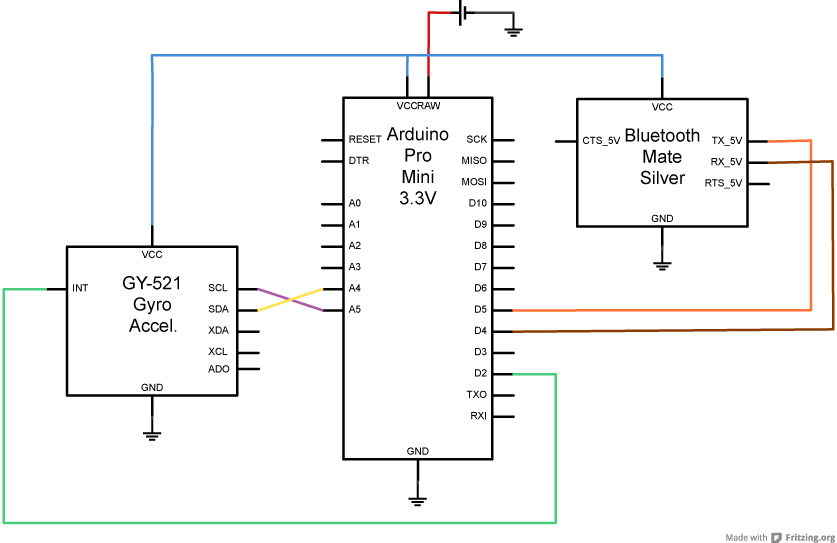 VCCRAW
Arduino
Pro
Mini
3.3V
RESET
DTR
A0
A1
A2
A3
A4
A5
SCK
MISO
MOSI
D10
D9
D8
D7
D6
D5
D4
D3
D2
TXO
RXI
GND
VCC
Bluetooth
Mate
Silver
CTS_5V
TX_5V
RX_5V
RTS_5V
GND
VCC
GY-521
Gyro
Accel.
INT
SCL
SDA
XDA
XCL
ADO
GND
Made with Fritzing.org